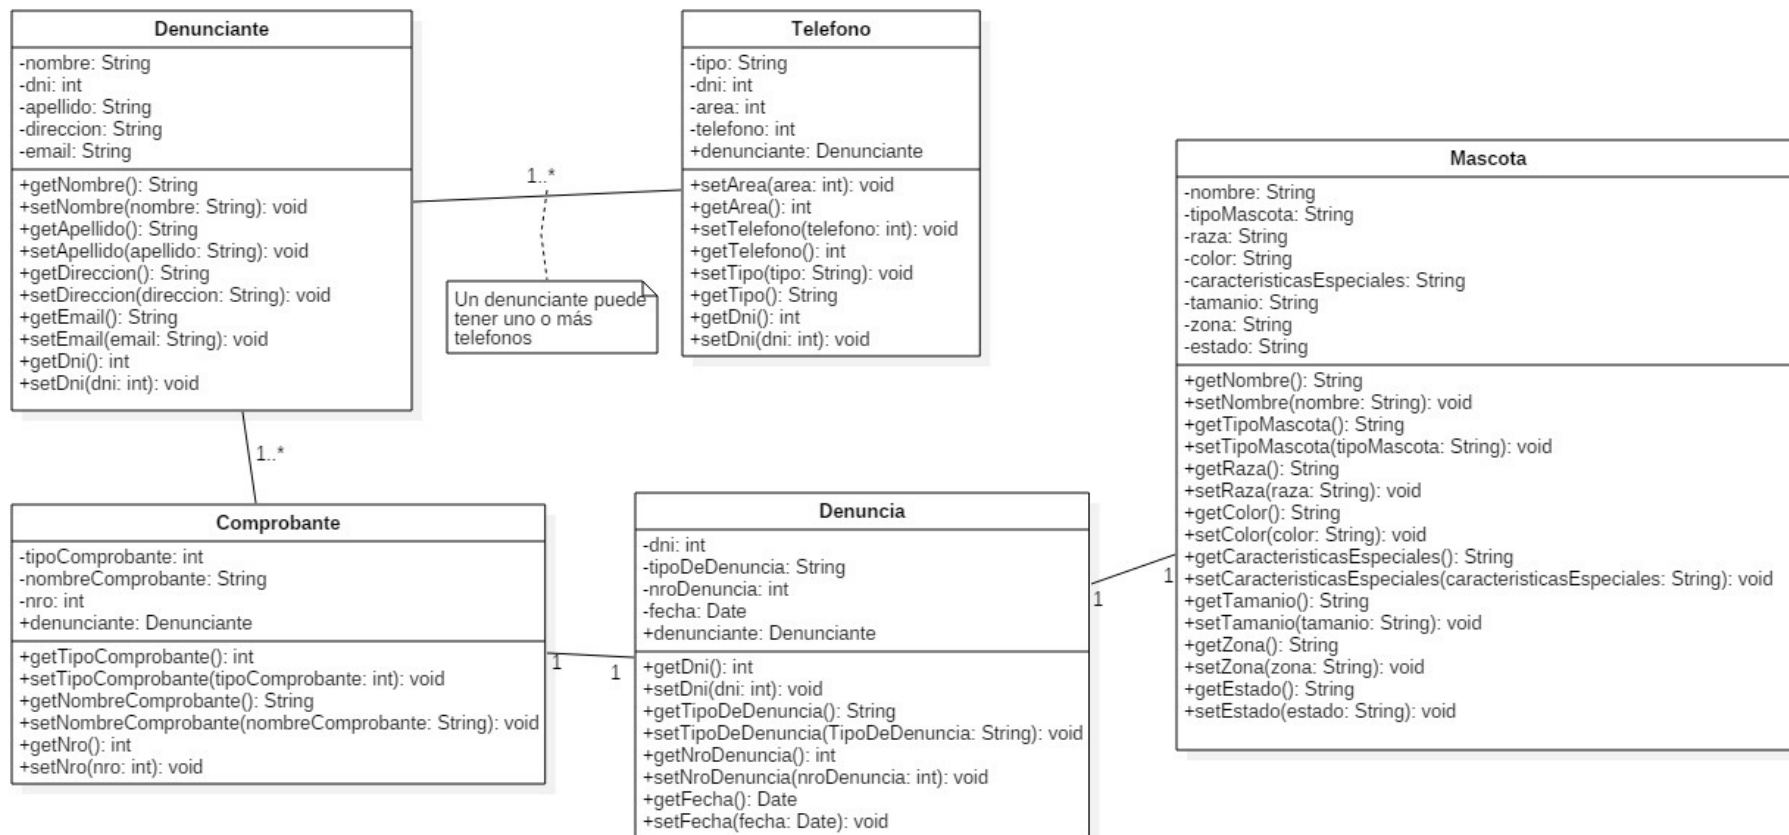 Denunciante
-nombre: String
-dni: int
-apellido: String
-direccion: String
-email: String
+getNombre(): String
+setNombre(nombre: String): void
+getApellido(): String
+setApellido(apellido: String): void
+getDireccion(): String
+setDireccion(direccion: String): void
+getEmail(): String
+setEmail(email: String): void
+getDni(): int
+setDni(dni: int): void
1..*
Un denunciante puede
tener uno o más
telefonos
Telefono
-tipo: String
-dni: int
-area: int
-telefono: int
+denunciante: Denunciante
+setArea(area: int): void
+getArea(): int
+setTelefono(telefono: int): void
+getTelefono(): int
+setTipo(tipo: String): void
+getTipo(): String
+getDni(): int
+setDni(dni: int): void
1..*
Comprobante
-tipoComprobante: int
-nombreComprobante: String
-nro: int
+denunciante: Denunciante
+getTipoComprobante(): int
+setTipoComprobante(tipoComprobante: int): void
+getNombreComprobante(): String
+setNombreComprobante(nombreComprobante: String): void
+getNro(): int
+setNro(nro: int): void
1
1
Denuncia
-dni: int
-tipoDeDenuncia: String
-nroDenuncia: int
-fecha: Date
+denunciante: Denunciante
+getDni(): int
+setDni(dni: int): void
+getTipoDeDenuncia(): String
+setTipoDeDenuncia(TipoDeDenuncia: String): void
+getNroDenuncia(): int
+setNroDenuncia(nroDenuncia: int): void
+getFecha(): Date
+setFecha(fecha: Date): void
1
1
Mascota
-nombre: String
-tipoMascota: String
-raza: String
-color: String
-caracteristicasEspeciales: String
-tamanio: String
-zona: String
-estado: String
+getNombre(): String
+setNombre(nombre: String): void
+getTipoMascota(): String
+setTipoMascota(tipoMascota: String): void
+getRaza(): String
+setRaza(raza: String): void
+getColor(): String
+setColor(color: String): void
+getCaracteristicasEspeciales(): String
+setCaracteristicasEspeciales(caracteristicasEspeciales: String): void
+getTamanio(): String
+setTamanio(tamanio: String): void
+getZona(): String
+setZona(zona: String): void
+getEstado(): String
+setEstado(estado: String): void